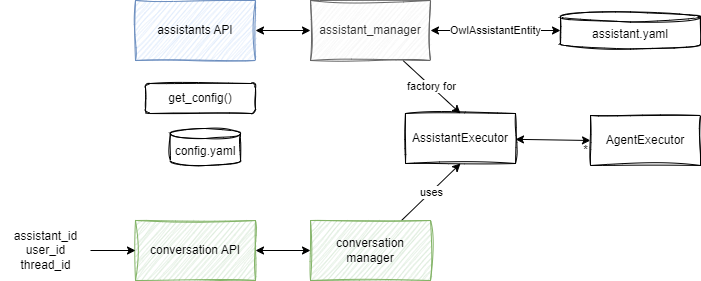 assistants API
assistant_manager
OwlAssistantEntity
assistant.yaml
factory for
get_config()
config.yaml
AssistantExecutor
AgentExecutor
*
uses
assistant_id
user_id
thread_id
conversation API
conversation
manager